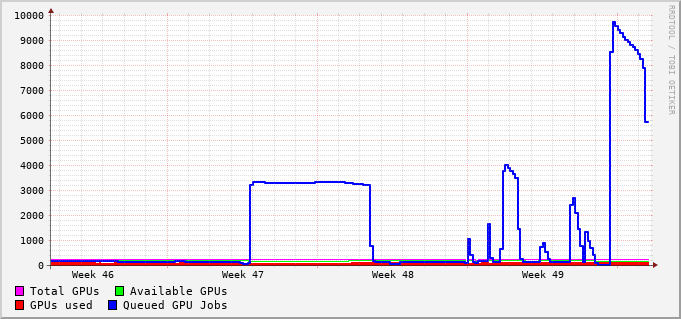 10000
9000
8000
7000
6000
5000
4000
3000
2000
1000
0
Week 46 Week 47 Week 48 Week 49
Total GPUs Available GPUs
GPUs used Queued GPU Jobs
RRDTOOL / TOBI OETIKER